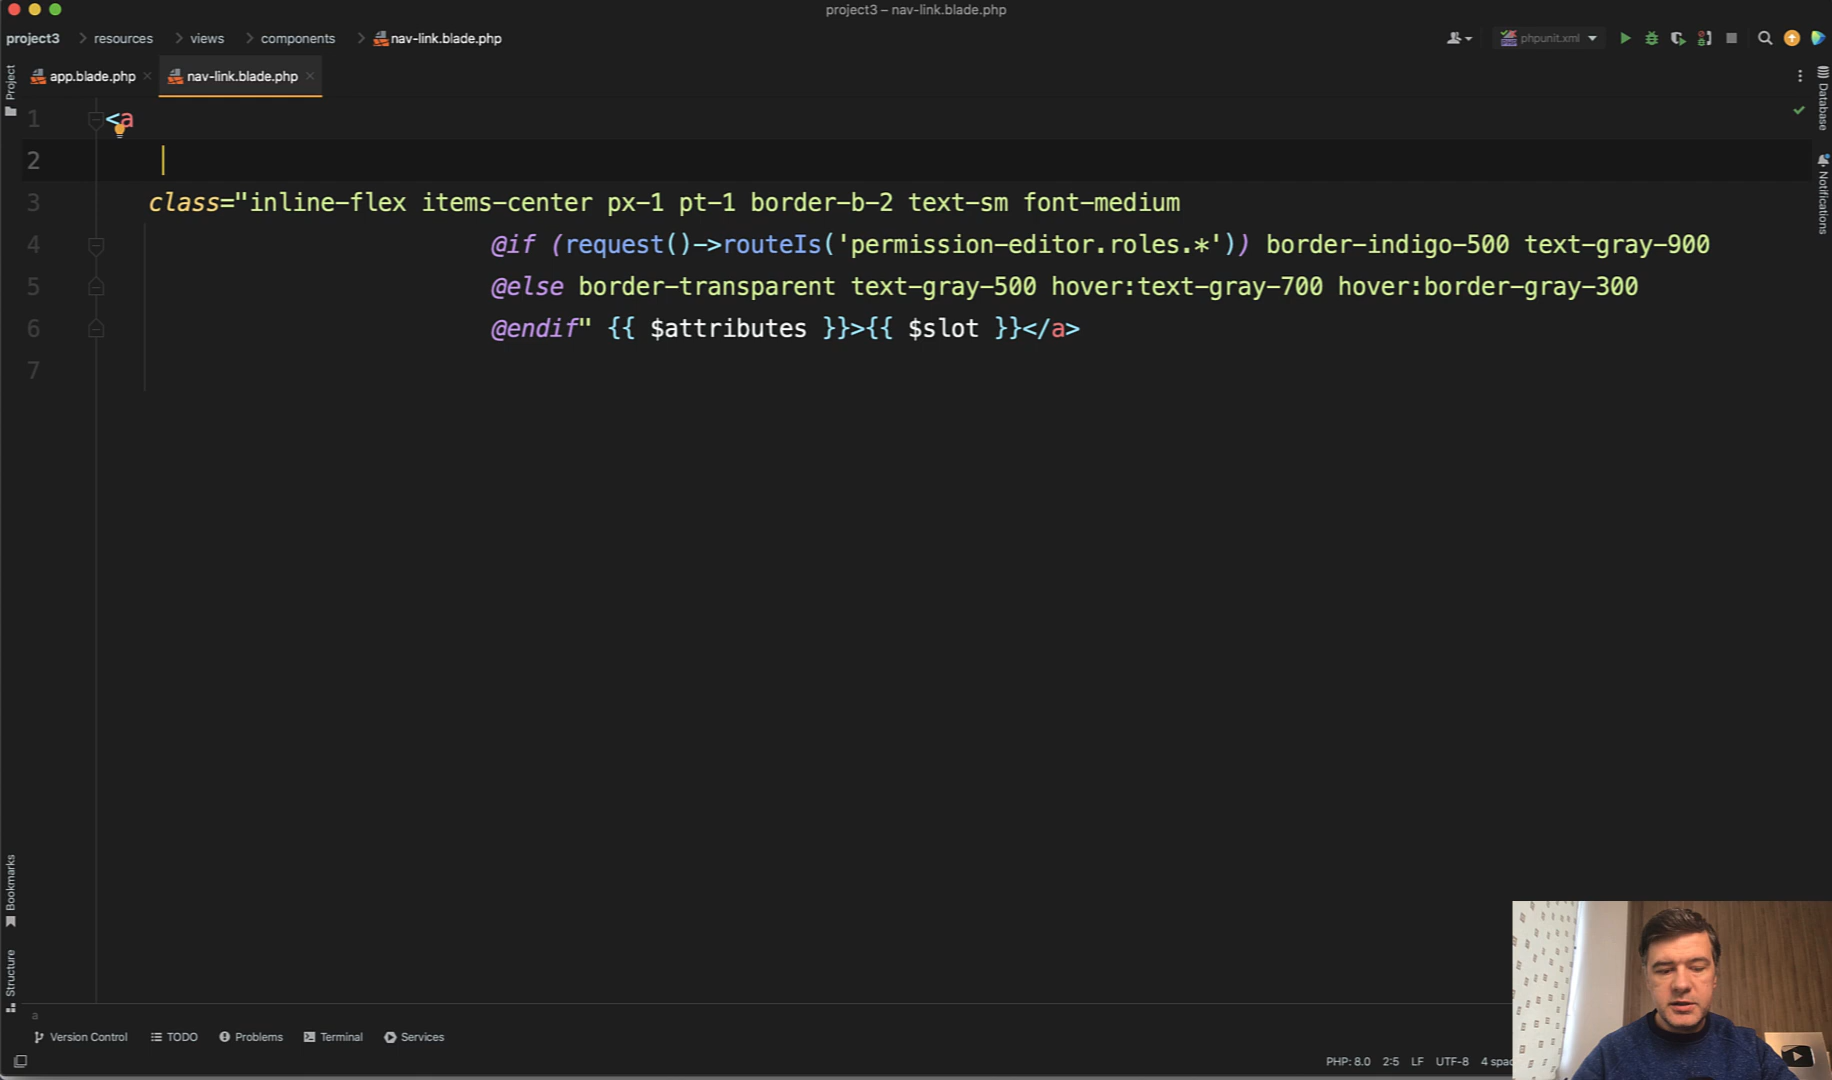 project3 – nav-link.blade.php
project3 resources views components nav-link.blade.php
phpunit.xml
app.blade.php nav-link.blade.php
Project
Database
Notifications
1 <a
2
3 class="inline-flex items-center px-1 pt-1 border-b-2 text-sm font-medium
4 @if (request()->routeIs('permission-editor.roles.*')) border-indigo-500 text-gray-900
5 @else border-transparent text-gray-500 hover:text-gray-700 hover:border-gray-300
6 @endif" {{ $attributes }}>{{ $slot }}</a>
7
Bookmarks
Structure
a
Version Control TODO Problems Terminal Services
PHP: 8.0 2:5 LF UTF-8 4 spac